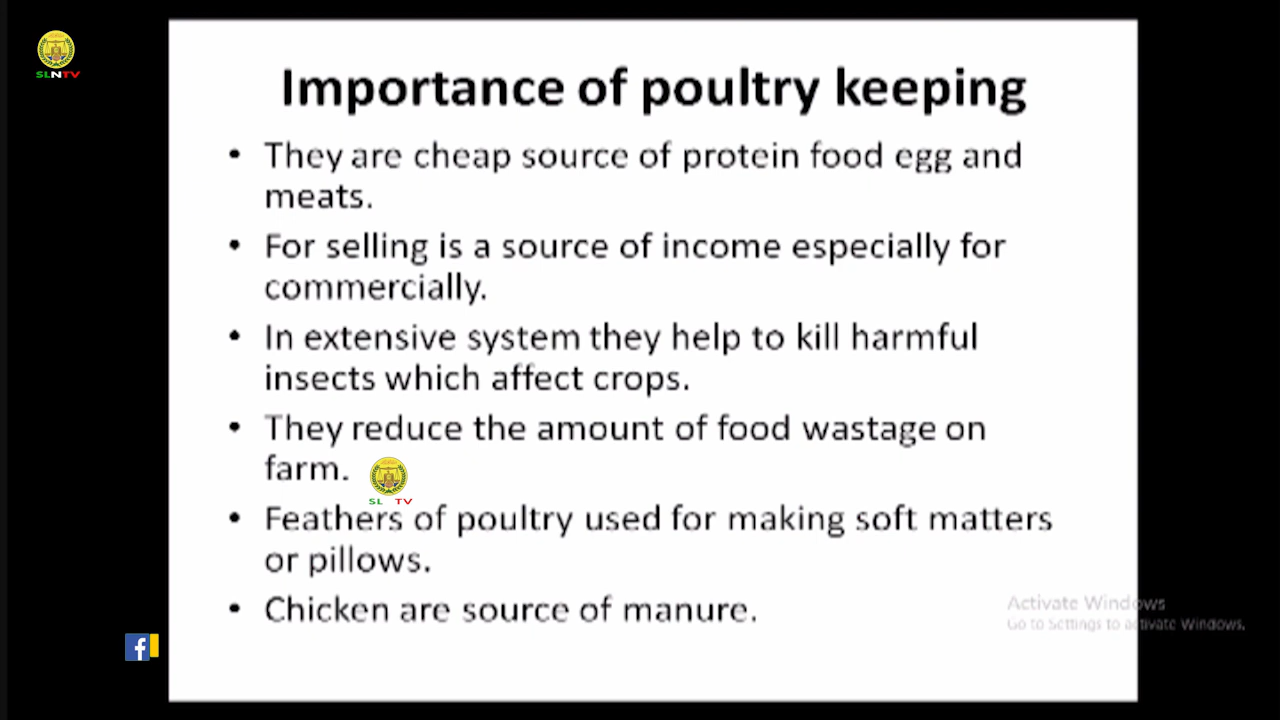 SLNTV
Importance of poultry keeping
• They are cheap source of protein food egg and
meats.
• For selling is a source of income especially for
commercially.
• In extensive system they help to kill harmful
insects which affect crops.
• They reduce the amount of food wastage on
farm.
SL TV
• Feathers of poultry used for making soft matters
or pillows.
• Chicken are source of manure.
Activate Windows
Go to Settings to activate Windows.
f